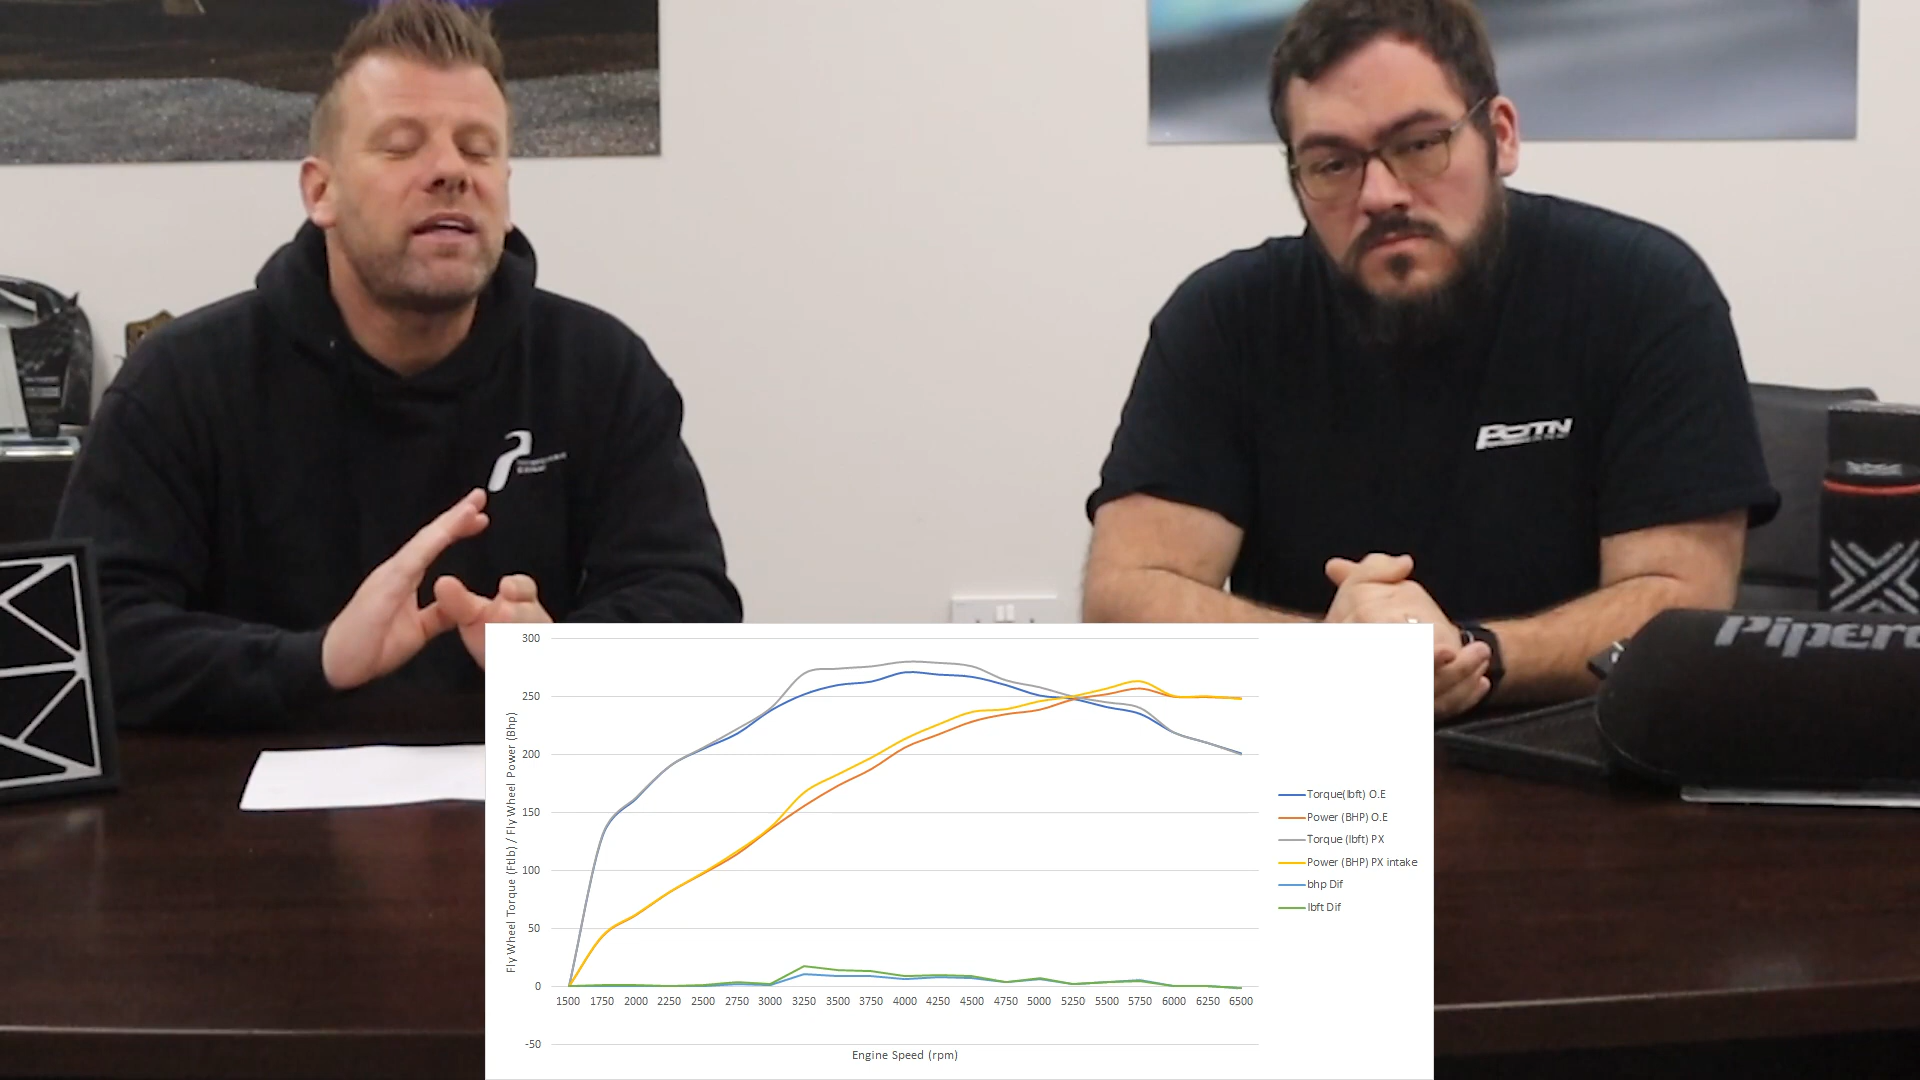 300
250
200
150
100
50
0
-50
Fly Wheel Torque (Ftlb) / Fly Wheel Power (Bhp)
1500 1750 2000 2250 2500 2750 3000 3250 3500 3750 4000 4250 4500 4750 5000 5250 5500 5750 6000 6250 6500
Engine Speed (rpm)
Torque(lbft) O.E
Power (BHP) O.E
Torque (lbft) PX
Power (BHP) PX intake
bhp Dif
lbft Dif